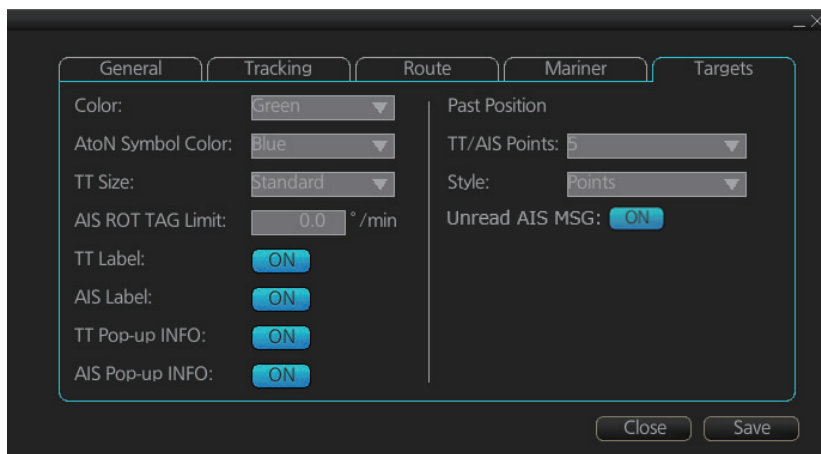 General Tracking Route Mariner Targets
Color: Green
AtoN Symbol Color: Blue
TT Size: Standard
AIS ROT TAG Limit: 0.0 °/min
TT Label: ON
AIS Label: ON
TT Pop-up INFO: ON
AIS Pop-up INFO: ON
Past Position
TT/AIS Points: 5
Style: Points
Unread AIS MSG: ON
Close Save